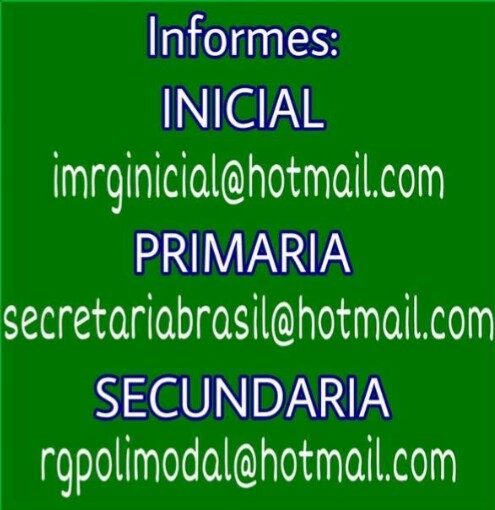 Informes:
INICIAL
imrginicial@hotmail.com
PRIMARIA
secretariabrasil@hotmail.com
SECUNDARIA
rgpolimodal@hotmail.com